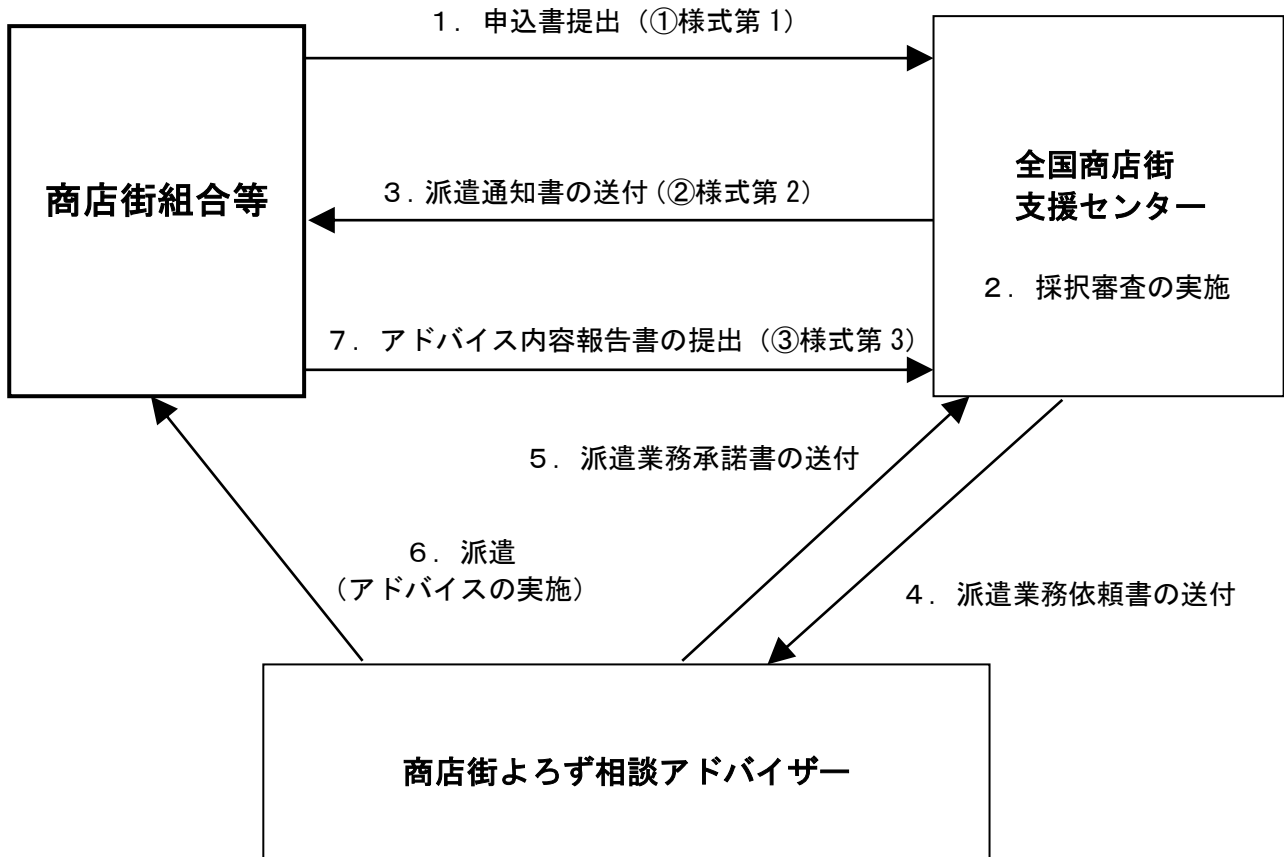 １．申込書提出（①様式第1）
商店街組合等
全国商店街
支援センター
３．派遣通知書の送付（②様式第2）
２．採択審査の実施
７．アドバイス内容報告書の提出（③様式第3）
５．派遣業務承諾書の送付
６．派遣
（アドバイスの実施）
４．派遣業務依頼書の送付
商店街よろず相談アドバイザー